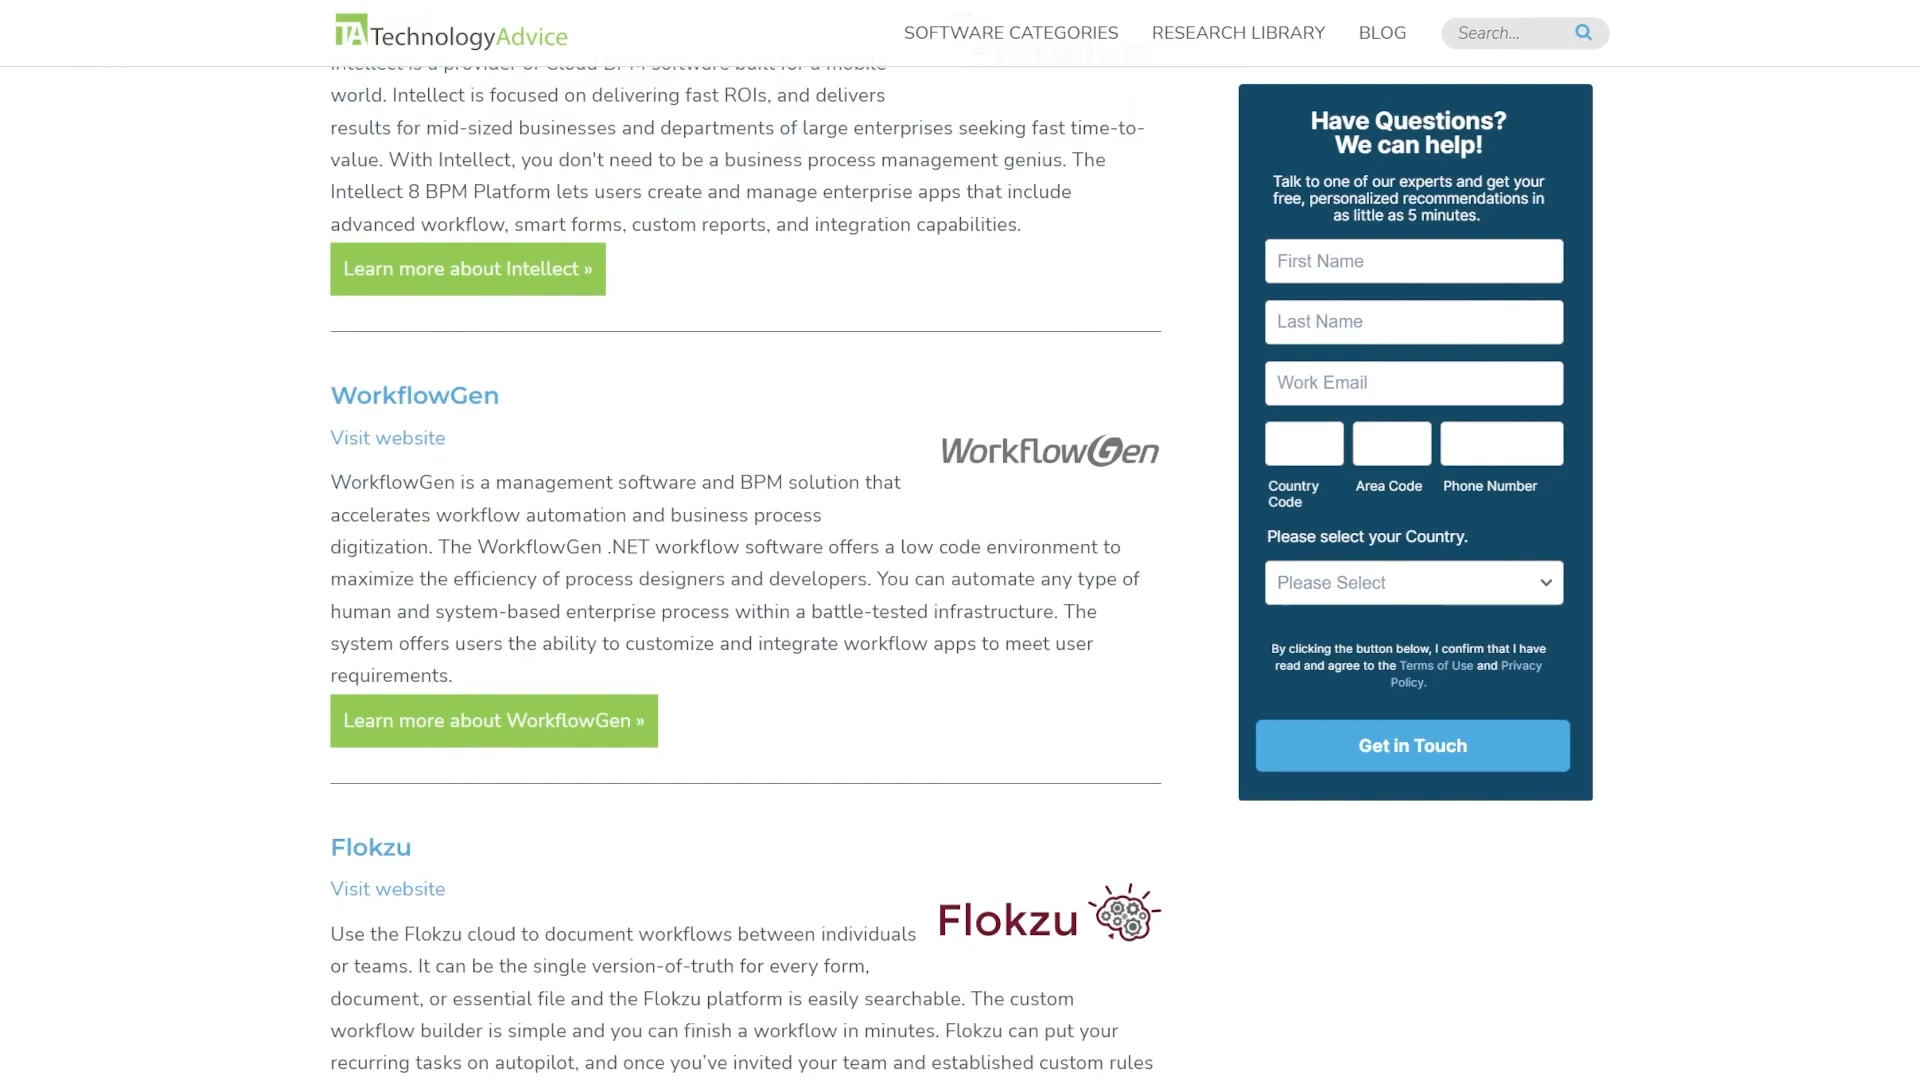 TA TechnologyAdvice
SOFTWARE CATEGORIES
RESEARCH LIBRARY
BLOG
Search...
Intellect is a provider of Cloud BPM software built for a mobile
world. Intellect is focused on delivering fast ROIs, and delivers
results for mid-sized businesses and departments of large enterprises seeking fast time-to-
value. With Intellect, you don't need to be a business process management genius. The
Intellect 8 BPM Platform lets users create and manage enterprise apps that include
advanced workflow, smart forms, custom reports, and integration capabilities.
Learn more about Intellect »
WorkflowGen
Visit website
WorkflowGen
WorkflowGen is a management software and BPM solution that
accelerates workflow automation and business process
digitization. The WorkflowGen .NET workflow software offers a low code environment to
maximize the efficiency of process designers and developers. You can automate any type of
human and system-based enterprise process within a battle-tested infrastructure. The
system offers users the ability to customize and integrate workflow apps to meet user
requirements.
Learn more about WorkflowGen »
Flokzu
Visit website
Flokzu
Use the Flokzu cloud to document workflows between individuals
or teams. It can be the single version-of-truth for every form,
document, or essential file and the Flokzu platform is easily searchable. The custom
workflow builder is simple and you can finish a workflow in minutes. Flokzu can put your
recurring tasks on autopilot, and once you’ve invited your team and established custom rules
Have Questions?
We can help!
Talk to one of our experts and get your
free, personalized recommendations in
as little as 5 minutes.
First Name
Last Name
Work Email
Country
Code
Area Code
Phone Number
Please select your Country.
Please Select
By clicking the button below, I confirm that I have
read and agree to the Terms of Use and Privacy
Policy.
Get in Touch